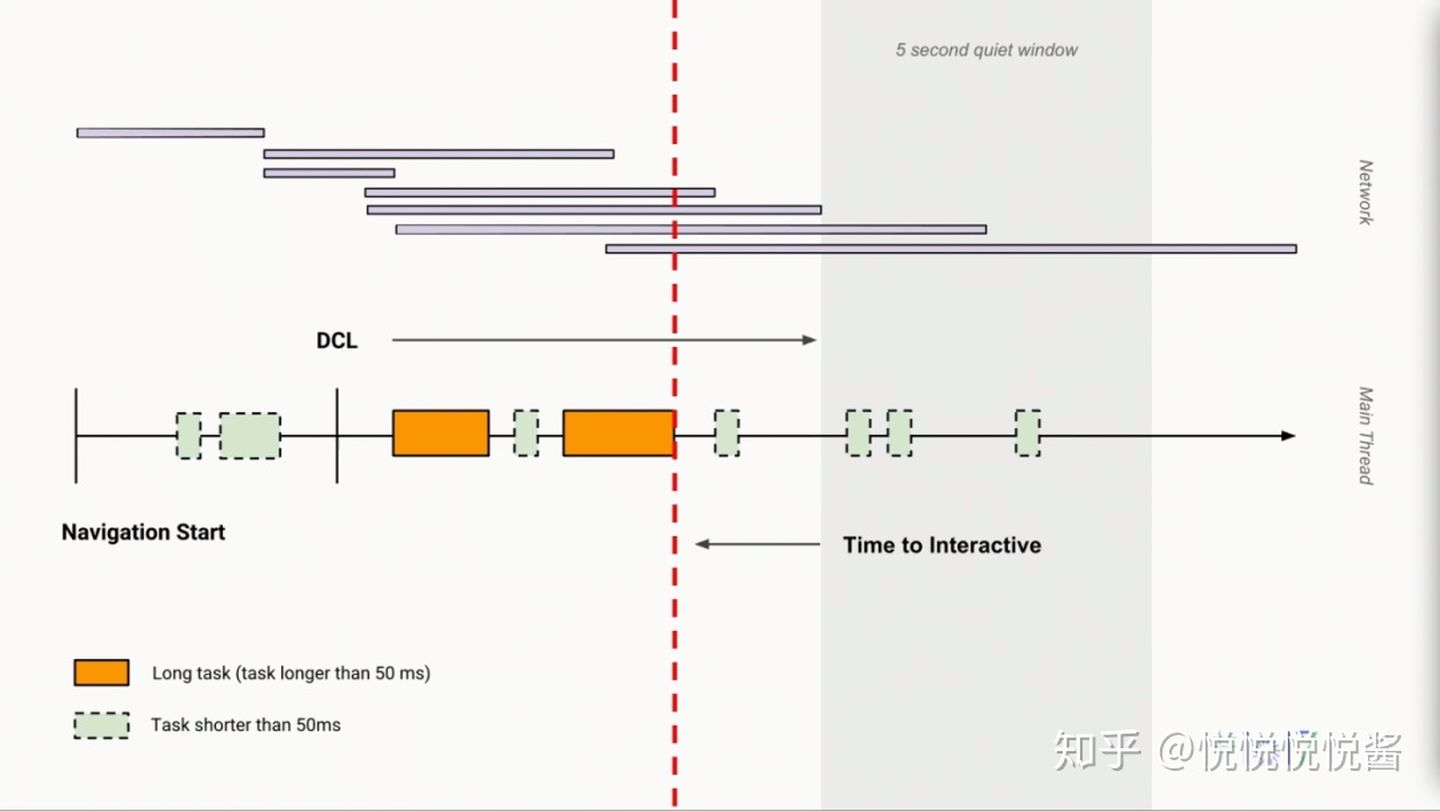 5 second quiet window
Network
DCL
Main Thread
Navigation Start
Time to Interactive
Long task (task longer than 50 ms)
Task shorter than 50ms
知乎 @悦悦悦悦酱